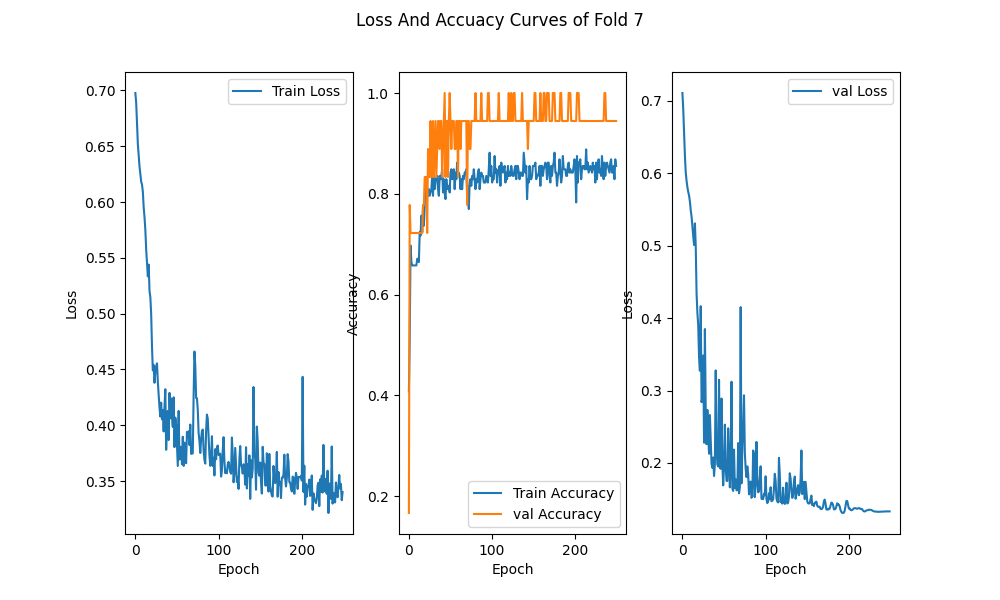 Loss And Accuacy Curves of Fold 7
0.70
0.65
0.60
0.55
0.50
0.45
0.40
0.35
Loss
0
100
200
Epoch
Train Loss
1.0
0.8
0.6
0.4
0.2
Accuracy
0
100
200
Epoch
Train Accuracy
val Accuracy
0.7
0.6
0.5
0.4
0.3
0.2
Loss
0
100
200
Epoch
val Loss